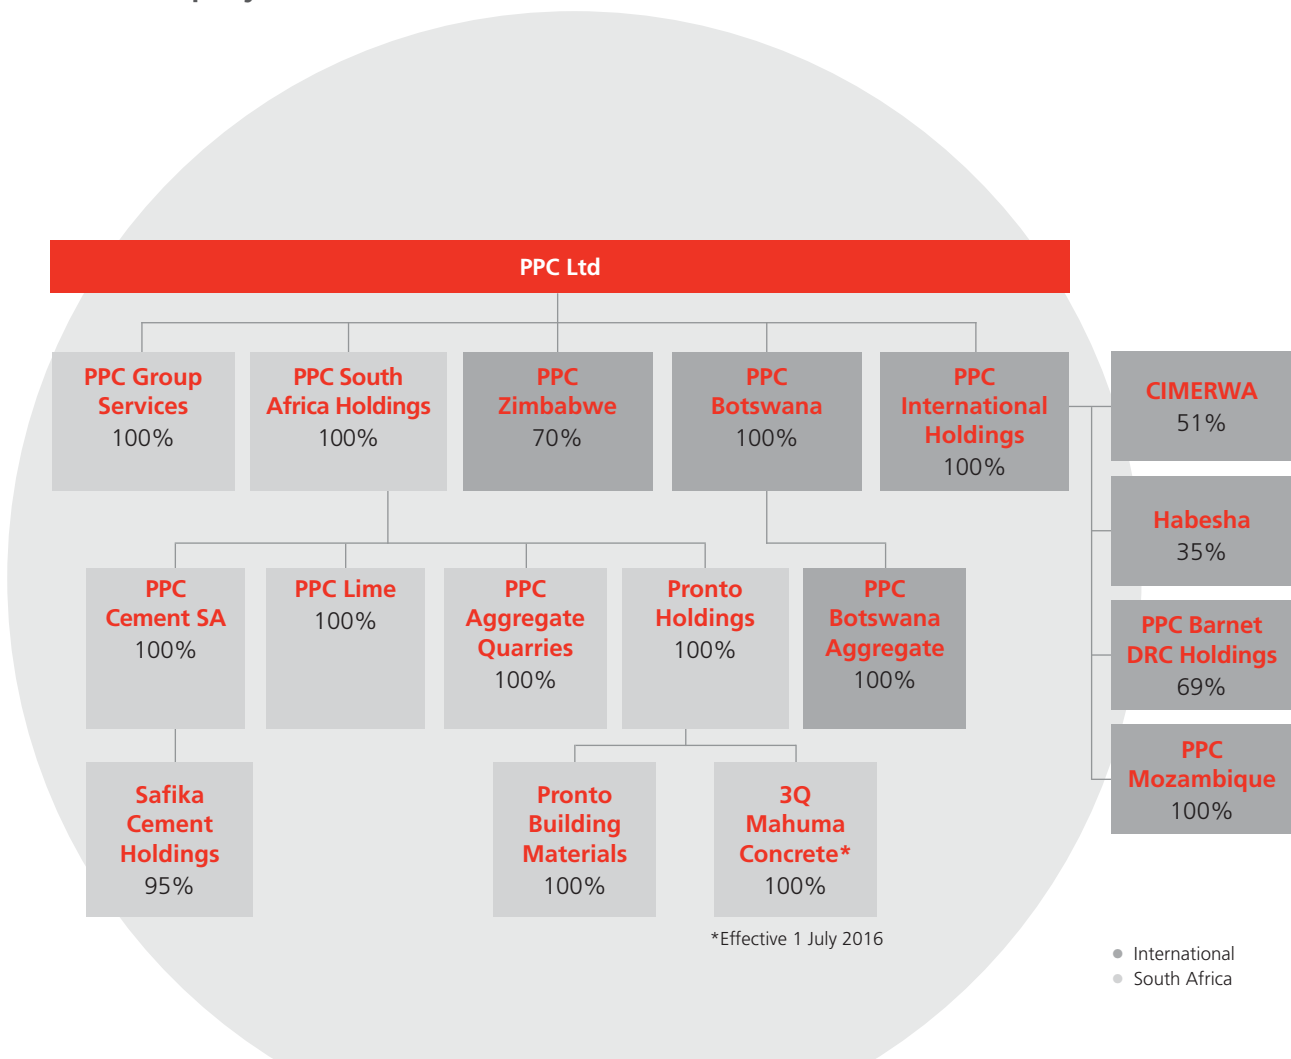 PPC Ltd
PPC Group
Services
100%
PPC South
Africa Holdings
100%
PPC
Zimbabwe
70%
PPC
Botswana
100%
PPC
International
Holdings
100%
CIMERWA
51%
Habesha
35%
PPC Barnet
DRC Holdings
69%
PPC
Mozambique
100%
PPC
Cement SA
100%
PPC Lime
100%
PPC
Aggregate
Quarries
100%
Pronto
Holdings
100%
PPC
Botswana
Aggregate
100%
Safika
Cement
Holdings
95%
Pronto
Building
Materials
100%
3Q
Mahuma
Concrete*
100%
*Effective 1 July 2016
International
South Africa